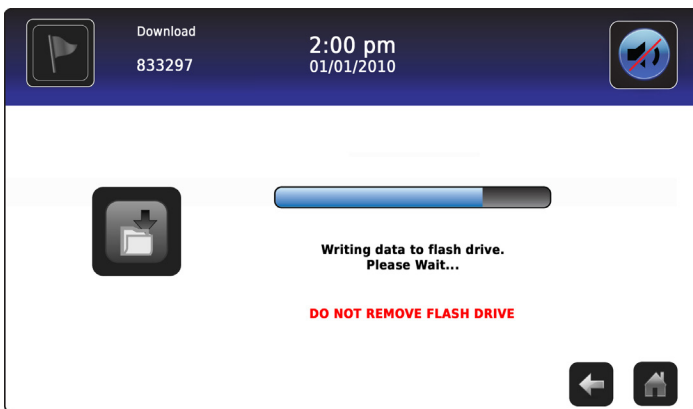 Download
833297
2:00 pm
01/01/2010
Writing data to flash drive.
Please Wait...
DO NOT REMOVE FLASH DRIVE